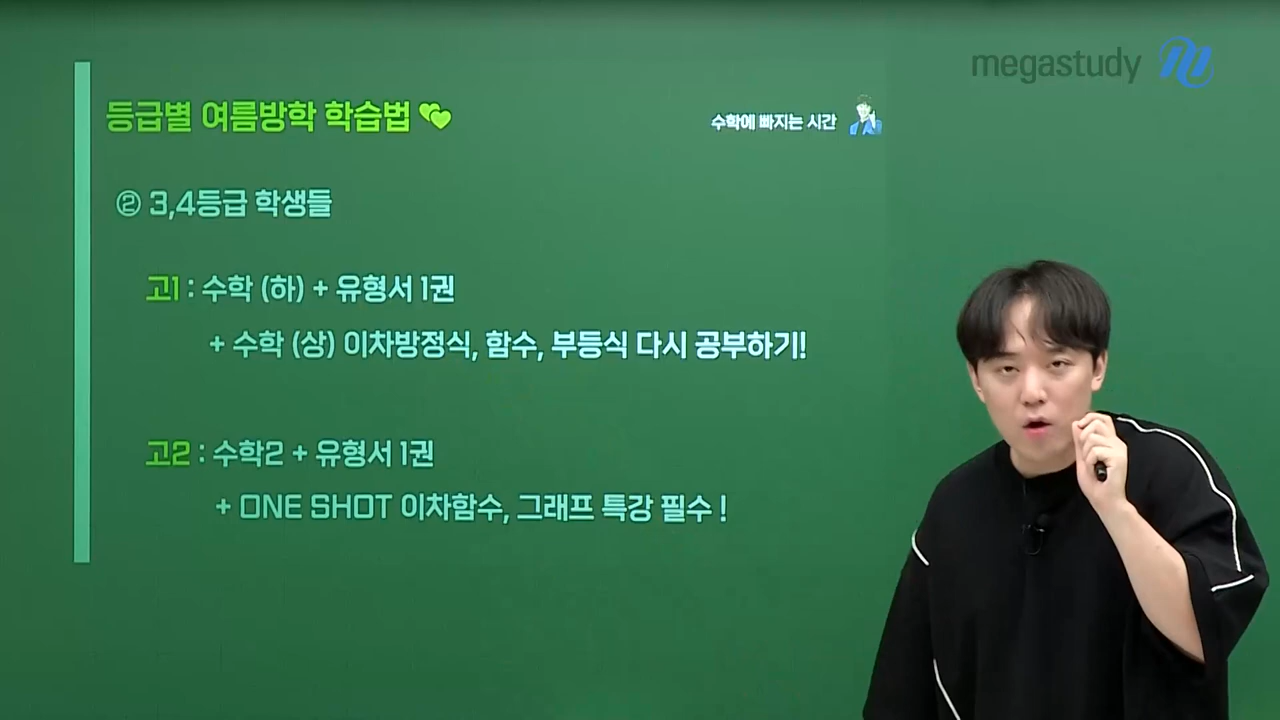 megastudy
등급별 여름방학 학습법
수학에 빠지는 시간
② 3,4등급 학생들
고1 : 수학 (하) + 유형서 1권
+ 수학 (상) 이차방정식, 함수, 부등식 다시 공부하기!
고2 : 수학2 + 유형서 1권
+ ONE SHOT 이차함수, 그래프 특강 필수 !